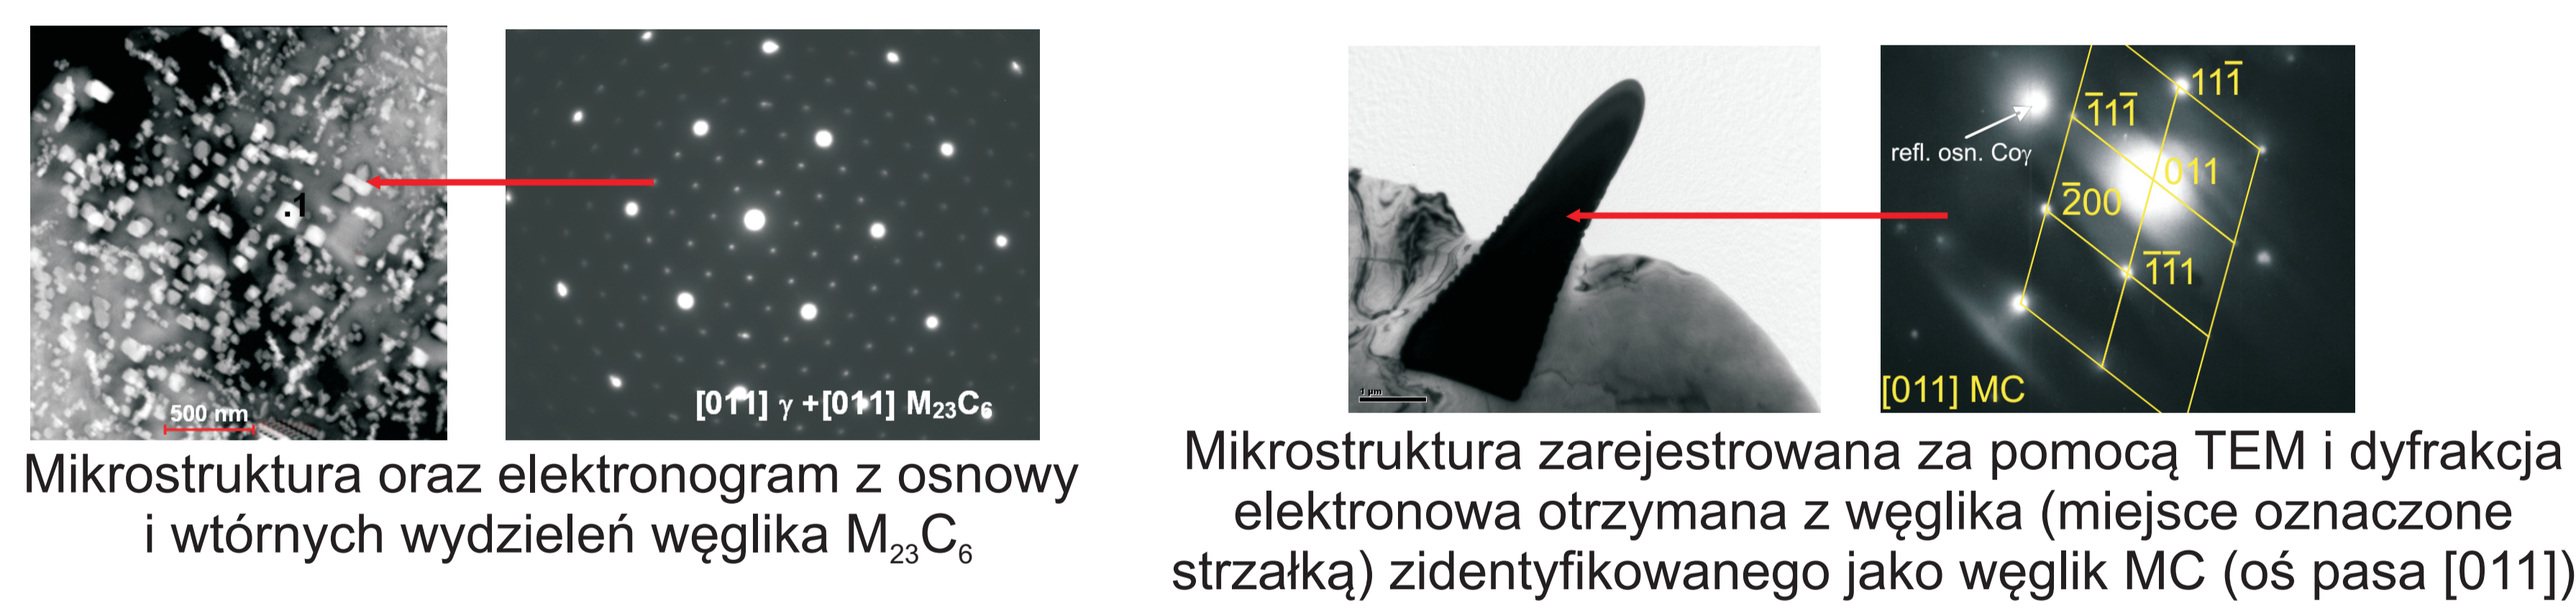 .1
500 nm
[011] γ +[011] M₂₃C₆
Mikrostruktura oraz elektronogram z osnowy
i wtórnych wydzieleń węglika M₂₃C₆
1 µm
111̅
1̅11̅
refl. osn. Coγ
011
2̅00
1̅1̅1
[011] MC
Mikrostruktura zarejestrowana za pomocą TEM i dyfrakcja
elektronowa otrzymana z węglika (miejsce oznaczone
strzałką) zidentyfikowanego jako węglik MC (oś pasa [011])